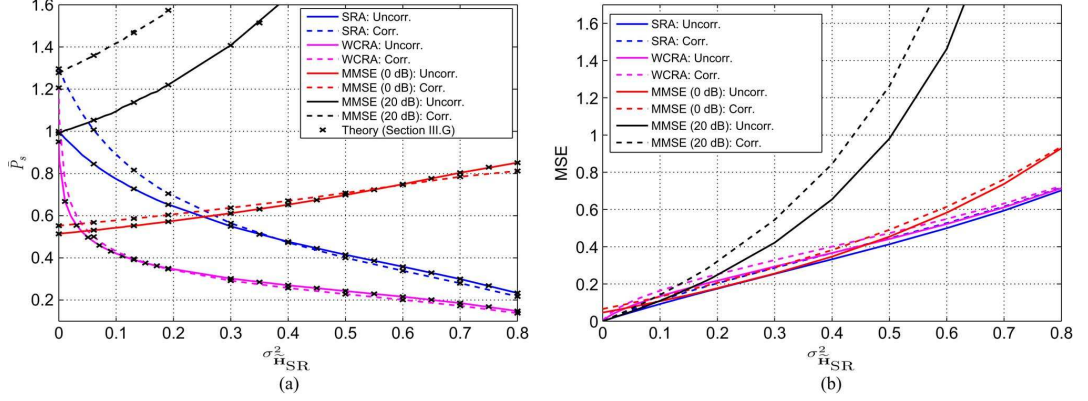 1.6
1.4
1.2
1
0.8
0.6
0.4
0.2
p̄s
SRA: Uncorr.
SRA: Corr.
WCRA: Uncorr.
WCRA: Corr.
MMSE (0 dB): Uncorr.
MMSE (0 dB): Corr.
MMSE (20 dB): Uncorr.
MMSE (20 dB): Corr.
Theory (Section III.G)
0 0.1 0.2 0.3 0.4 0.5 0.6 0.7 0.8
σ²H̃SR
(a)
1.6
1.4
1.2
1
0.8
0.6
0.4
0.2
0
MSE
SRA: Uncorr.
SRA: Corr.
WCRA: Uncorr.
WCRA: Corr.
MMSE (0 dB): Uncorr.
MMSE (0 dB): Corr.
MMSE (20 dB): Uncorr.
MMSE (20 dB): Corr.
0 0.1 0.2 0.3 0.4 0.5 0.6 0.7 0.8
σ²H̃SR
(b)